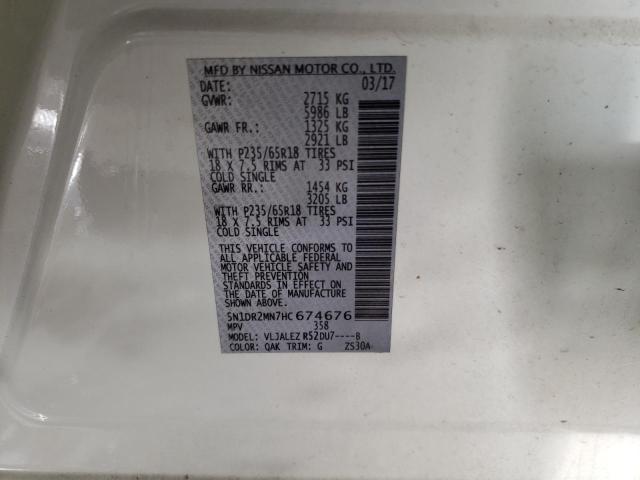 MFD BY NISSAN MOTOR CO., LTD.
DATE: 03/17
GVWR: 2715 KG
5986 LB
GAWR FR.: 1325 KG
2921 LB
WITH P235/65R18 TIRES
18 X 7.5 RIMS AT 33 PSI
COLD SINGLE
GAWR RR.: 1454 KG
3205 LB
WITH P235/65R18 TIRES
18 X 7.5 RIMS AT 33 PSI
COLD SINGLE
THIS VEHICLE CONFORMS TO
ALL APPLICABLE FEDERAL
MOTOR VEHICLE SAFETY AND
THEFT PREVENTION
STANDARDS IN EFFECT ON
THE DATE OF MANUFACTURE
SHOWN ABOVE.
5N1DR2MN7HC674676
MPV 358
MODEL: VLJALEZ R52DU7----B
COLOR: QAK TRIM: G ZS30A